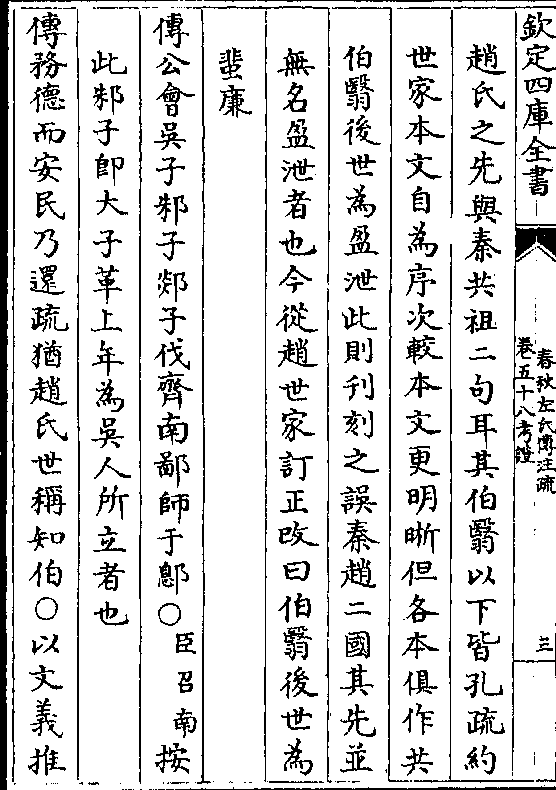 欽定四庫全書
春秋左氏傳注疏
卷五十八考證
三
趙氏之先與秦共祖二句耳其伯翳以下皆孔疏約
世家本文自為序次較本文更明晰但各本俱作共
伯翳後世為盈泄此則刊刻之誤秦趙二國其先並
無名盈泄者也今從趙世家訂正改曰伯翳後世為
蜚廉
傳公會吳子邾子郯子伐齊南鄙師于鄎○臣召南按
此邾子即大子革上年為吳人所立者也
傳務德而安民乃還疏猶趙氏世稱知伯○以文義推